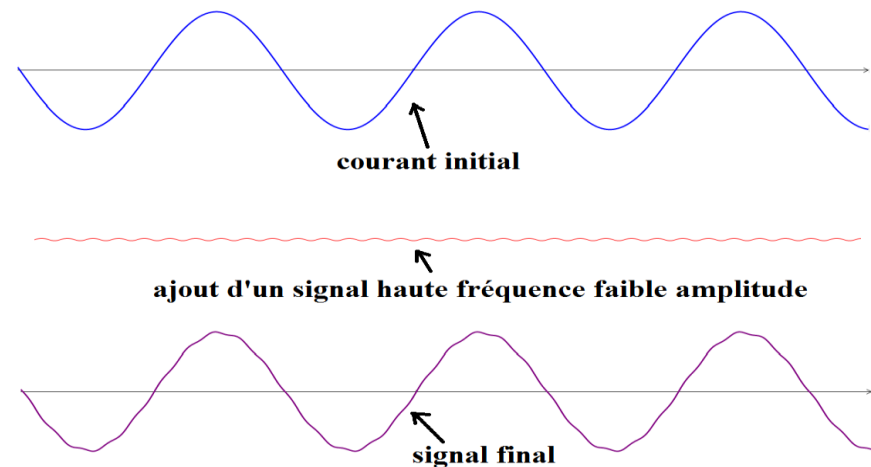 courant initial
ajout d'un signal haute fréquence faible amplitude
signal final